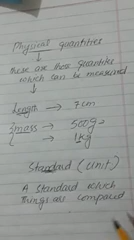 Physical quantities
↓
these are those quantities
which can be measured
↓
Length → 7cm
mass → 500g
→ 1kg
Standard (unit)
A standard which
things are compared